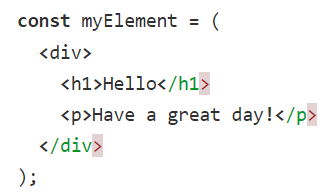 const myElement = (
  <div>
    <h1>Hello</h1>
    <p>Have a great day!</p>
  </div>
);